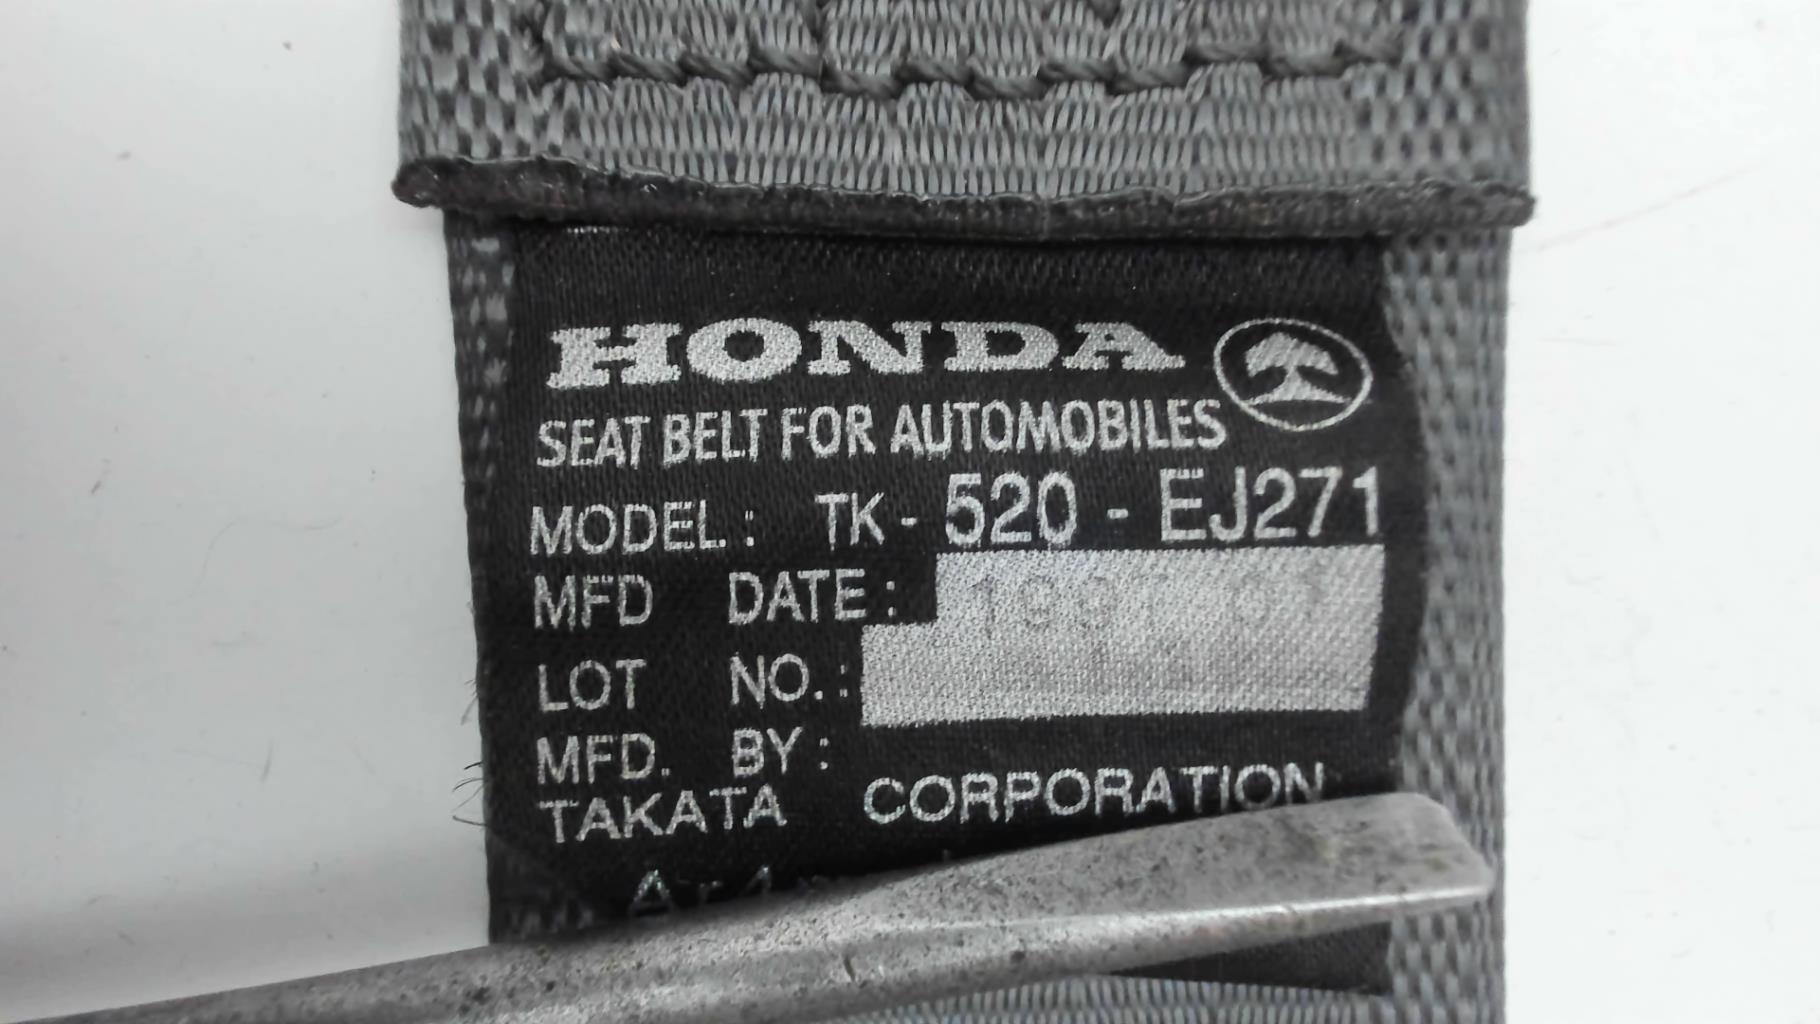 HONDA
SEAT BELT FOR AUTOMOBILES
MODEL.: TK-520-EJ271
MFD DATE:
LOT NO.:
MFD. BY:
TAKATA CORPORATION